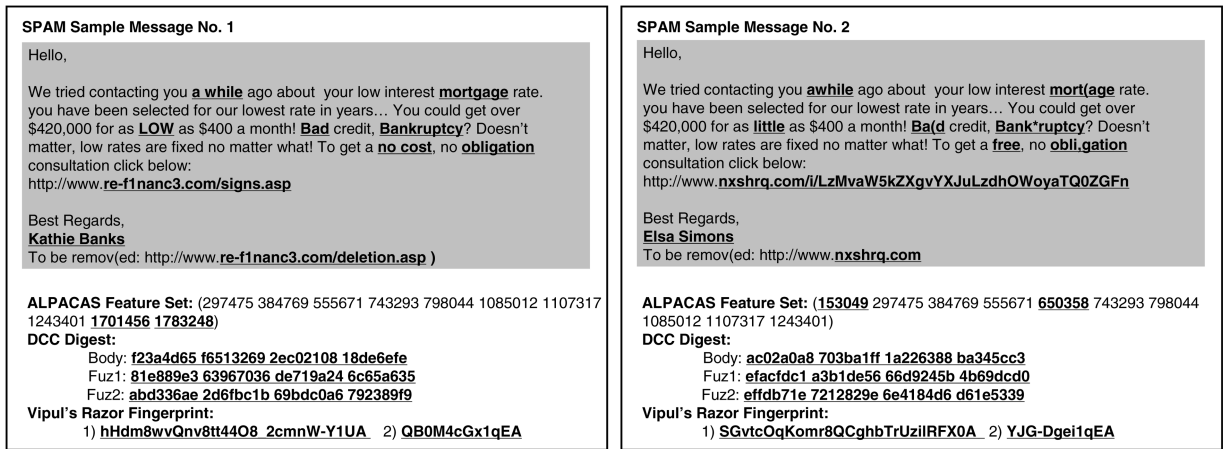 SPAM Sample Message No. 1
Hello,
We tried contacting you a while ago about your low interest mortgage rate.
you have been selected for our lowest rate in years… You could get over
$420,000 for as LOW as $400 a month! Bad credit, Bankruptcy? Doesn't
matter, low rates are fixed no matter what! To get a no cost, no obligation
consultation click below:
http://www.re-f1nanc3.com/signs.asp
Best Regards,
Kathie Banks
To be remov(ed: http://www.re-f1nanc3.com/deletion.asp )
ALPACAS Feature Set: (297475 384769 555671 743293 798044 1085012 1107317
1243401 1701456 1783248)
DCC Digest:
Body: f23a4d65 f6513269 2ec02108 18de6efe
Fuz1: 81e889e3 63967036 de719a24 6c65a635
Fuz2: abd336ae 2d6fbc1b 69bdc0a6 792389f9
Vipul's Razor Fingerprint:
1) hHdm8wvQnv8tt44O8_2cmnW-Y1UA 2) QB0M4cGx1qEA
SPAM Sample Message No. 2
Hello,
We tried contacting you awhile ago about your low interest mort(age rate.
you have been selected for our lowest rate in years… You could get over
$420,000 for as little as $400 a month! Ba(d credit, Bank*ruptcy? Doesn't
matter, low rates are fixed no matter what! To get a free, no obli,gation
consultation click below:
http://www.nxshrq.com/i/LzMvaW5kZXgvYXJuLzdhOWoyaTQ0ZGFn
Best Regards,
Elsa Simons
To be remov(ed: http://www.nxshrq.com
ALPACAS Feature Set: (153049 297475 384769 555671 650358 743293 798044
1085012 1107317 1243401)
DCC Digest:
Body: ac02a0a8 703ba1ff 1a226388 ba345cc3
Fuz1: efacfdc1 a3b1de56 66d9245b 4b69dcd0
Fuz2: effdb71e 7212829e 6e4184d6 d61e5339
Vipul's Razor Fingerprint:
1) SGvtcOqKomr8QCghbTrUzilRFX0A 2) YJG-Dgei1qEA